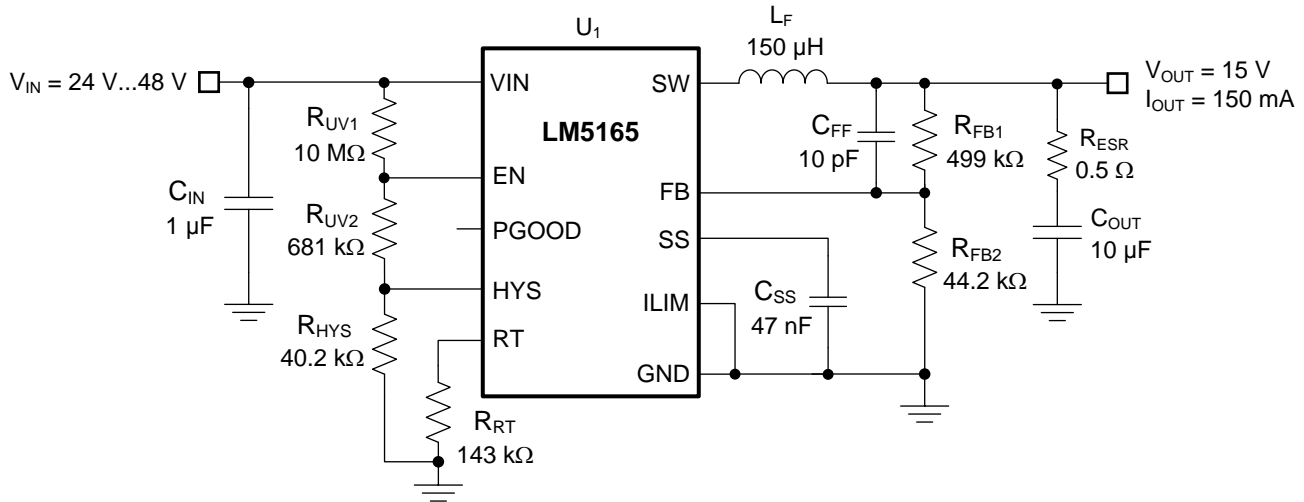 U1
LF
150 µH
VIN = 24 V...48 V
VIN
SW
VOUT = 15 V
IOUT = 150 mA
RUV1
10 MΩ
LM5165
CFF
10 pF
RFB1
499 kΩ
RESR
0.5 Ω
EN
FB
CIN
1 µF
RUV2
681 kΩ
PGOOD
SS
RFB2
44.2 kΩ
COUT
10 µF
HYS
ILIM
CSS
47 nF
RHYS
40.2 kΩ
RT
GND
RRT
143 kΩ